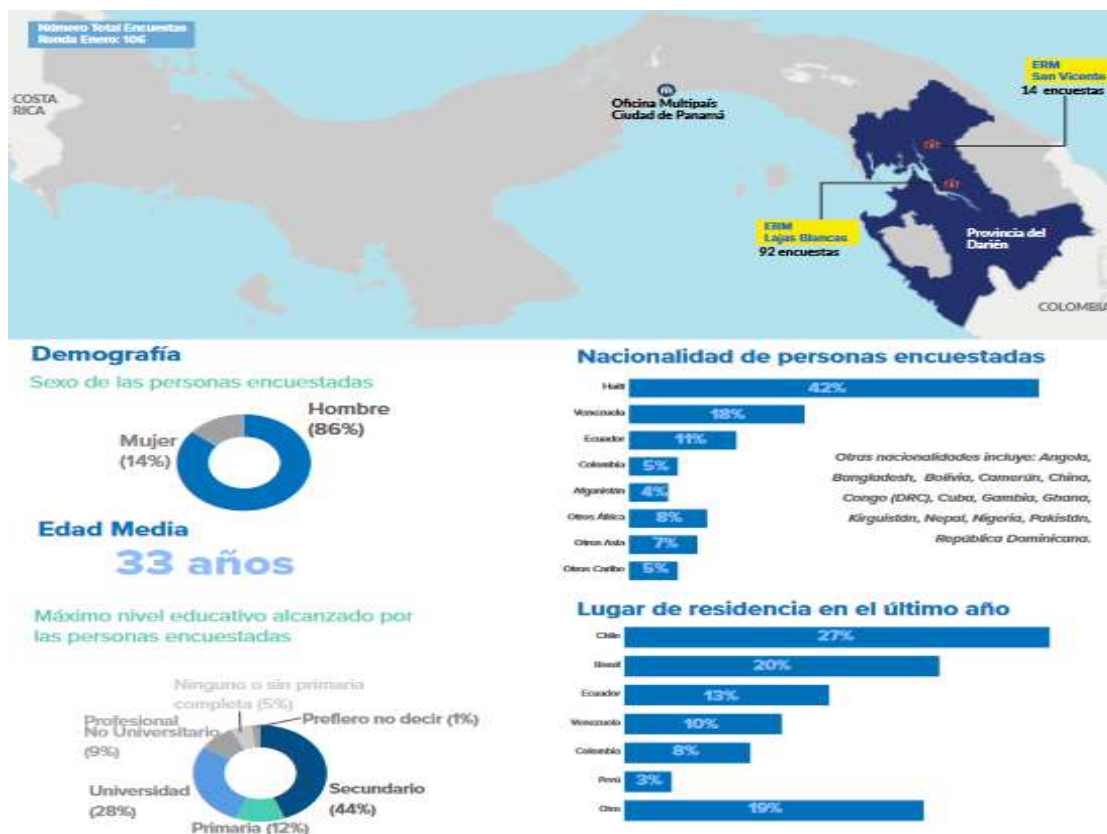 Número Total Encuestas
Ronda Enero: 106
COSTA
RICA
Oficina Multipaís
Ciudad de Panamá
ERM
San Vicente
14 encuestas
ERM
Lajas Blancas
92 encuestas
Provincia del
Darién
COLOMBIA
Demografía
Sexo de las personas encuestadas
Hombre
(86%)
Mujer
(14%)
Edad Media
33 años
Máximo nivel educativo alcanzado por
las personas encuestadas
Ninguno o sin primaria
completa (5%)
Prefiero no decir (1%)
Profesional
No Universitario
(9%)
Universidad
(28%)
Secundario
(44%)
Primaria (12%)
Nacionalidad de personas encuestadas
Haití 42%
Venezuela 18%
Ecuador 11%
Colombia 5%
Afganistán 4%
Otros África 8%
Otros Asia 7%
Otros Caribe 5%
Otras nacionalidades incluye: Angola,
Bangladesh, Bolivia, Camerún, China,
Congo (DRC), Cuba, Gambia, Ghana,
Kirguistán, Nepal, Nigeria, Pakistán,
República Dominicana.
Lugar de residencia en el último año
Chile 27%
Brasil 20%
Ecuador 13%
Venezuela 10%
Colombia 8%
Perú 3%
Otro 19%